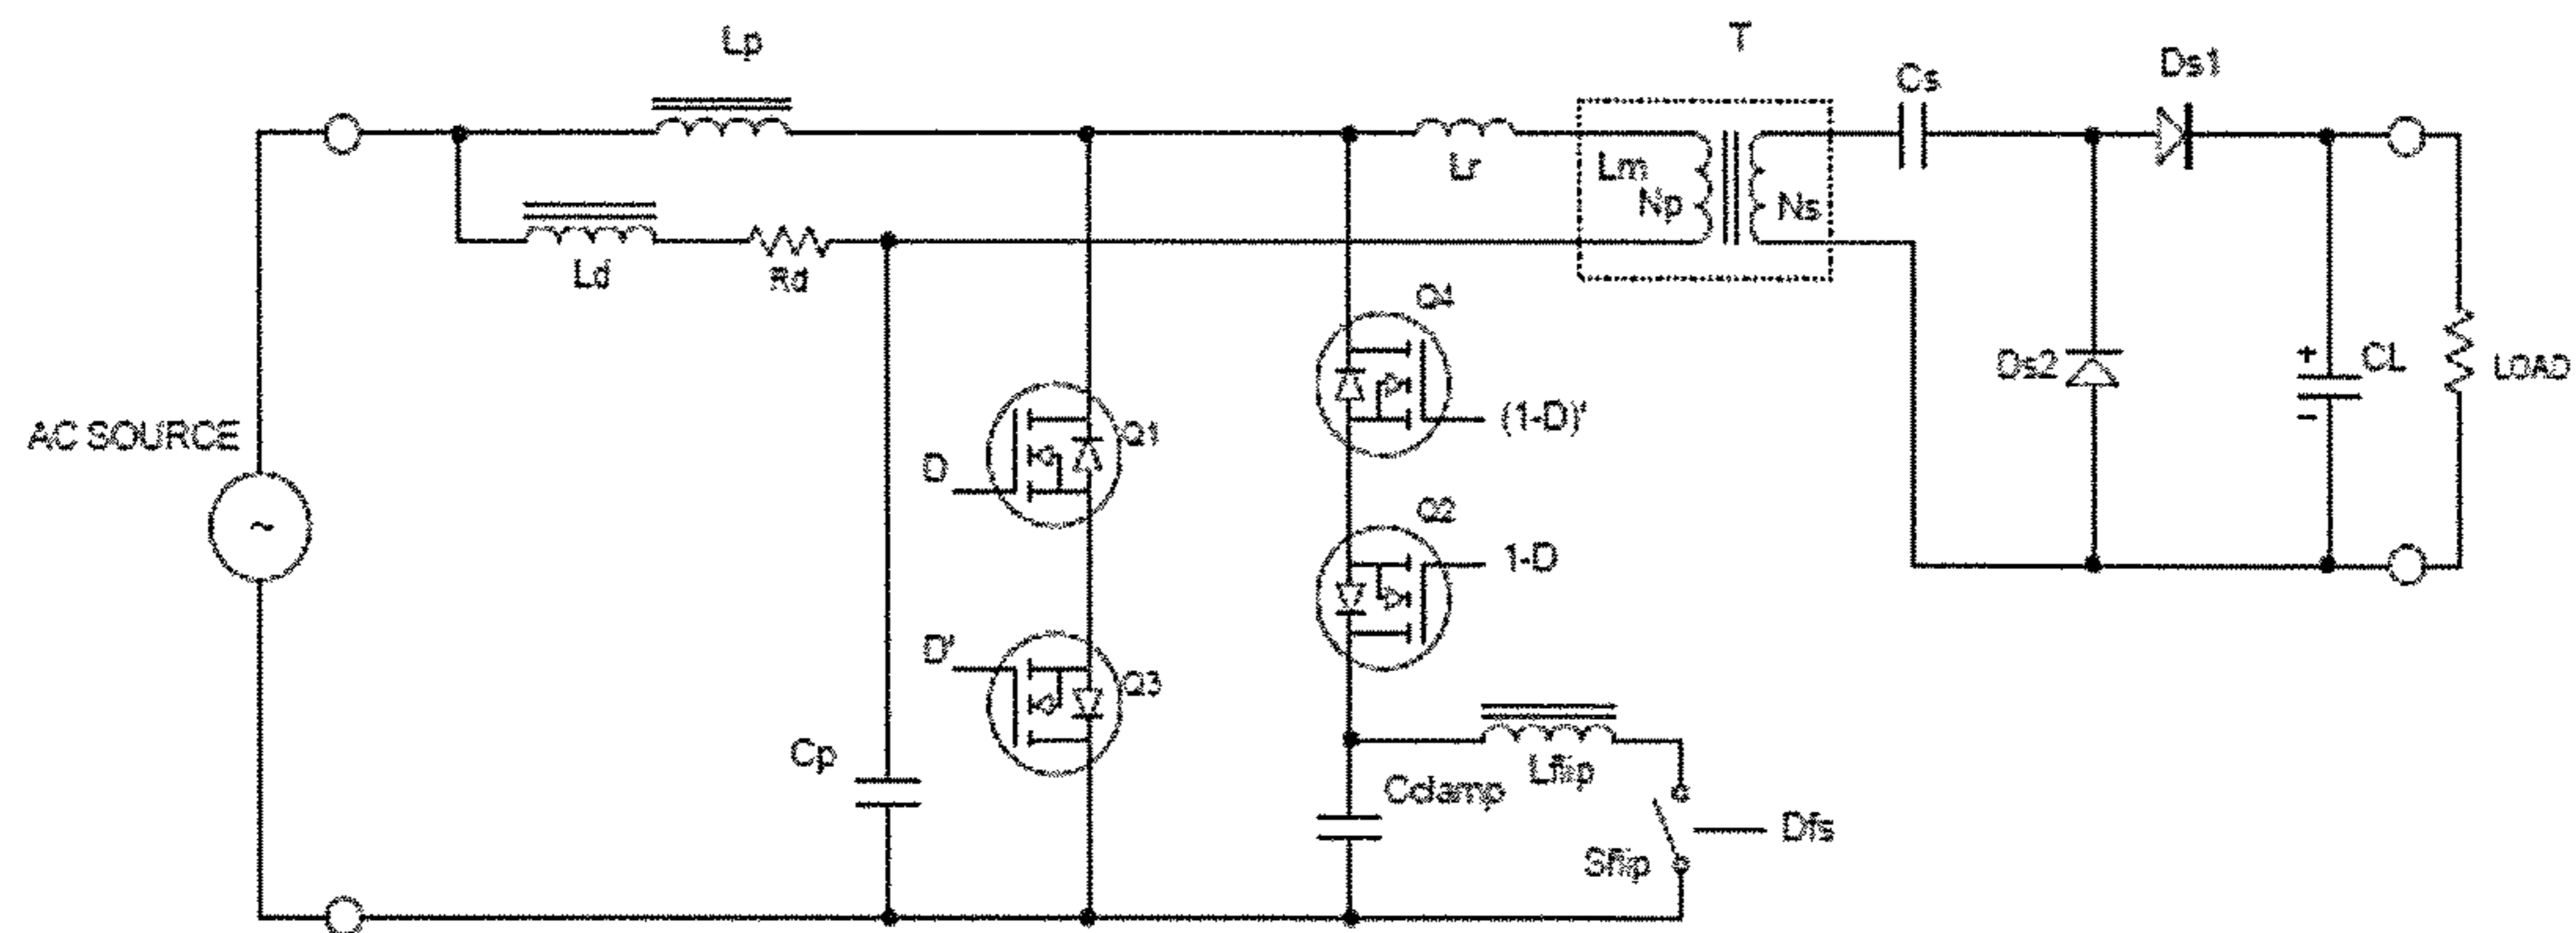 Lp
T
Cs
Ds1
Lr
Lm
Np
Ns
Ld
Rd
Q4
Ds2
+
CL
−
LOAD
AC SOURCE
~
D
Q1
(1-D)'
Q2
1-D
D'
Q3
Cp
Cclamp
Lflip
Sflip
Dfs